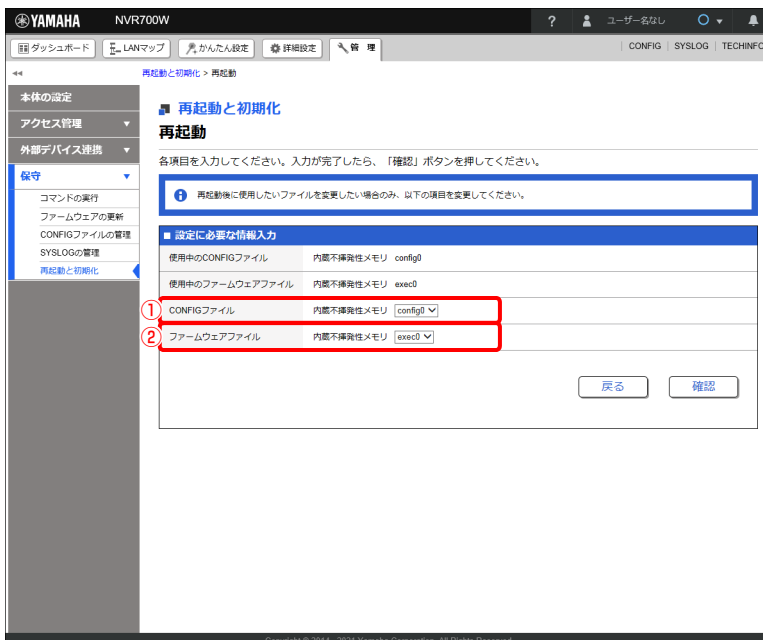 YAMAHA NVR700W ? ユーザー名なし
ダッシュボード LANマップ かんたん設定 詳細設定 管 理 CONFIG SYSLOG TECHINFO
再起動と初期化 > 再起動
本体の設定
アクセス管理
外部デバイス連携
保守
コマンドの実行
ファームウェアの更新
CONFIGファイルの管理
SYSLOGの管理
再起動と初期化
再起動と初期化
再起動
各項目を入力してください。入力が完了したら、「確認」ボタンを押してください。
再起動後に使用したいファイルを変更したい場合のみ、以下の項目を変更してください。
■ 設定に必要な情報入力
使用中のCONFIGファイル 内蔵不揮発性メモリ config0
使用中のファームウェアファイル 内蔵不揮発性メモリ exec0
① CONFIGファイル 内蔵不揮発性メモリ config0
② ファームウェアファイル 内蔵不揮発性メモリ exec0
戻る 確認
Copyright © 2014 - 2021 Yamaha Corporation. All Rights Reserved.